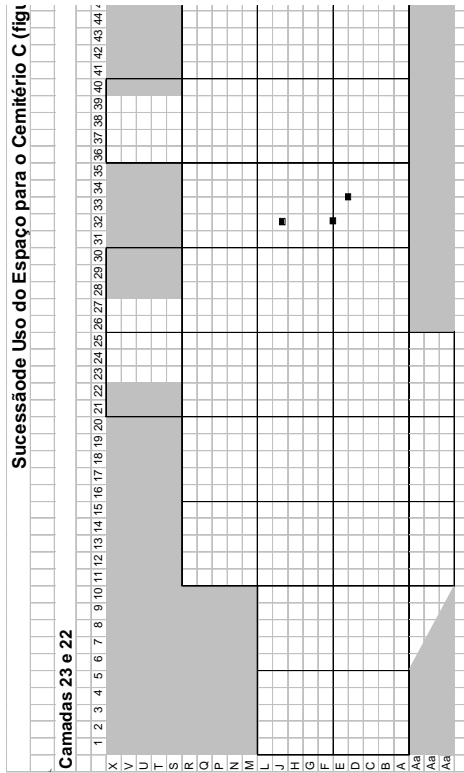 Sucessãode Uso do Espaço para o Cemitério C (figu
Camadas 23 e 22
1 2 3 4 5 6 7 8 9 10 11 12 13 14 15 16 17 18 19 20 21 22 23 24 25 26 27 28 29 30 31 32 33 34 35 36 37 38 39 40 41 42 43 44
X
V
U
T
S
R
Q
P
N
M
L
J
H
G
F
E
D
C
B
A
Aa
Aa
Aa